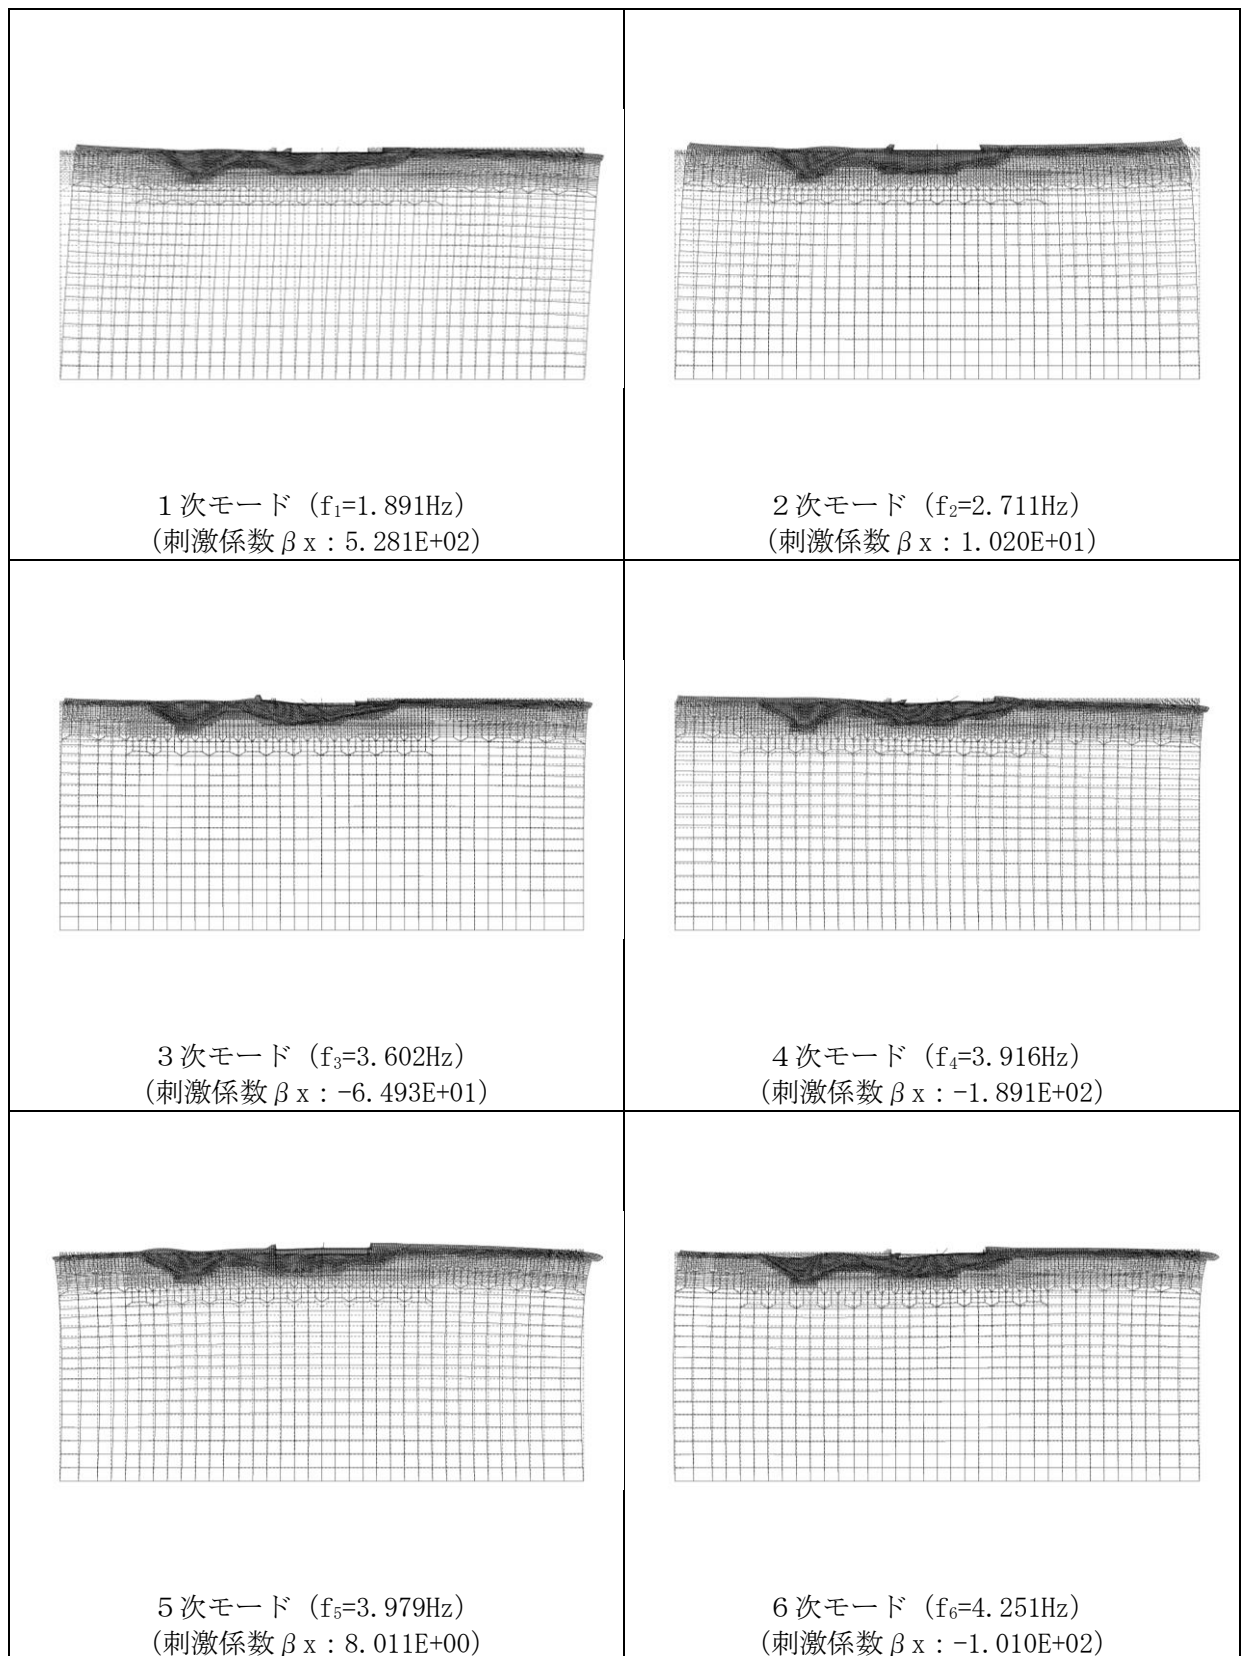 １次モード（f₁=1.891Hz）
（刺激係数βx：5.281E+02）
２次モード（f₂=2.711Hz）
（刺激係数βx：1.020E+01）
３次モード（f₃=3.602Hz）
（刺激係数βx：-6.493E+01）
４次モード（f₄=3.916Hz）
（刺激係数βx：-1.891E+02）
５次モード（f₅=3.979Hz）
（刺激係数βx：8.011E+00）
６次モード（f₆=4.251Hz）
（刺激係数βx：-1.010E+02）